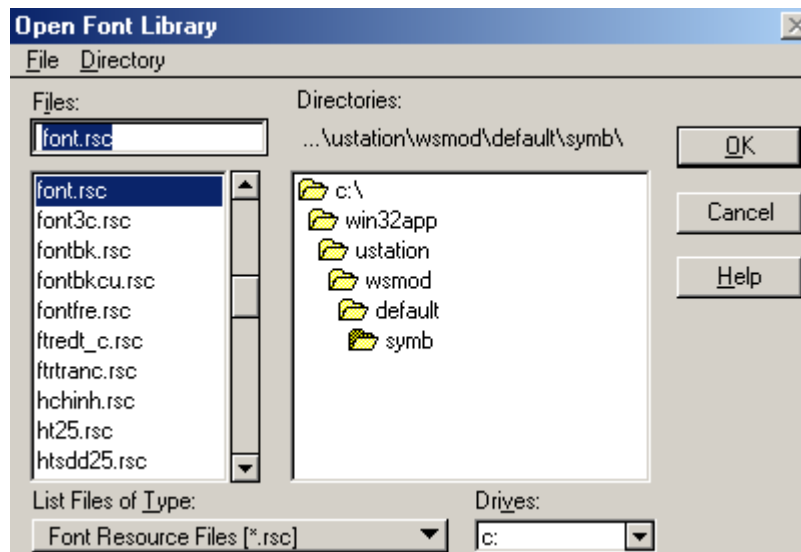 Open Font Library
File Directory
Files:
font.rsc
font.rsc
font3c.rsc
fontbk.rsc
fontbkcu.rsc
fontfre.rsc
ftredt_c.rsc
ftrtranc.rsc
hchinh.rsc
ht25.rsc
htsdd25.rsc
List Files of Type:
Font Resource Files [*.rsc]
Directories:
...\ustation\wsmod\default\symb\
c:\
win32app
ustation
wsmod
default
symb
Drives:
c:
OK
Cancel
Help